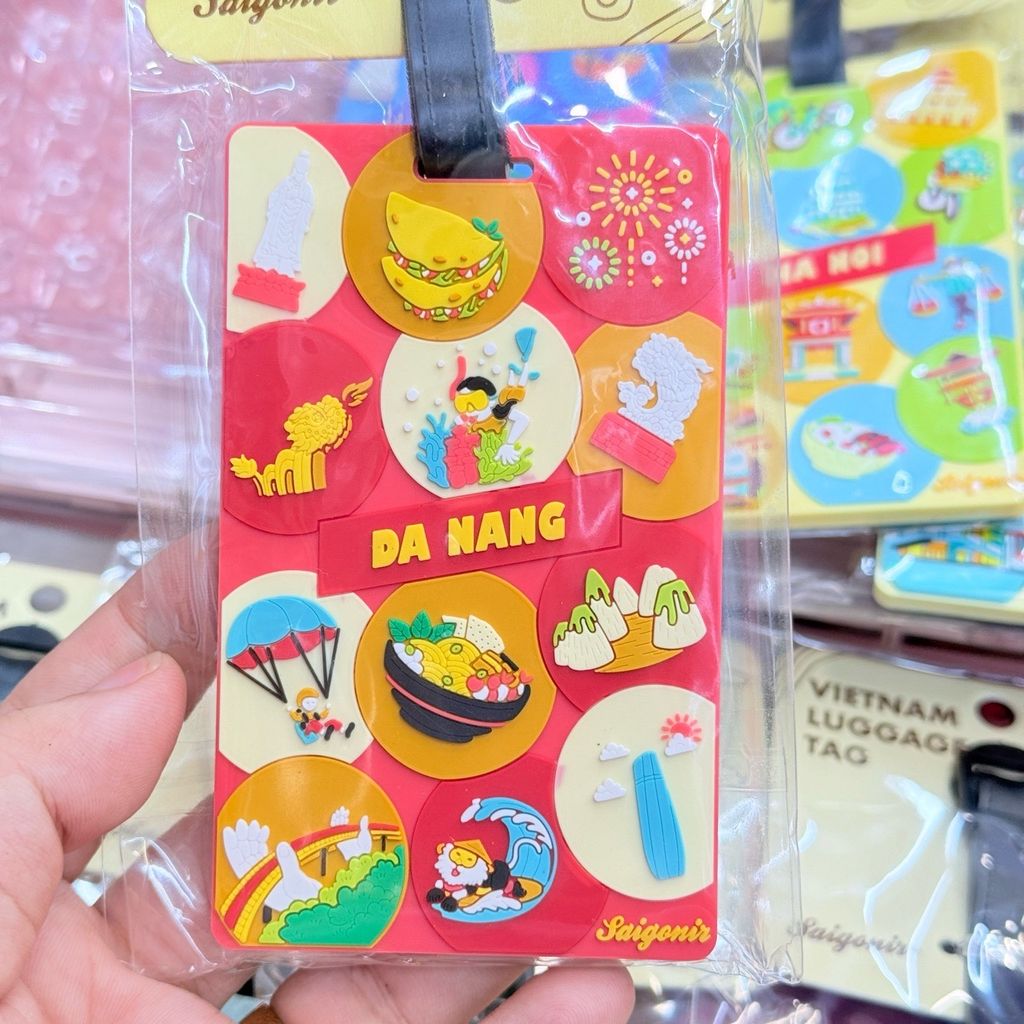 Saigonir
DA NANG
Saigonir
HA NOI
VIETNAM
LUGGAGE
TAG
Saigonir